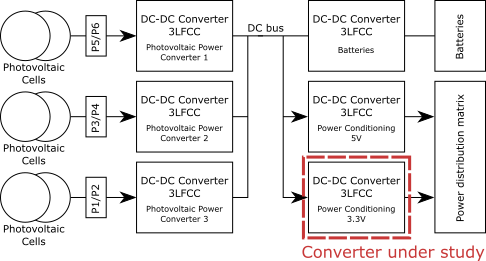 P5/P6
Photovoltaic
Cells
DC-DC Converter
3LFCC
Photovoltaic Power
Converter 1
DC bus
DC-DC Converter
3LFCC
Batteries
Batteries
P3/P4
Photovoltaic
Cells
DC-DC Converter
3LFCC
Photovoltaic Power
Converter 2
DC-DC Converter
3LFCC
Power Conditioning
5V
Power distribution matrix
P1/P2
Photovoltaic
Cells
DC-DC Converter
3LFCC
Photovoltaic Power
Converter 3
DC-DC Converter
3LFCC
Power Conditioning
3.3V
Converter under study